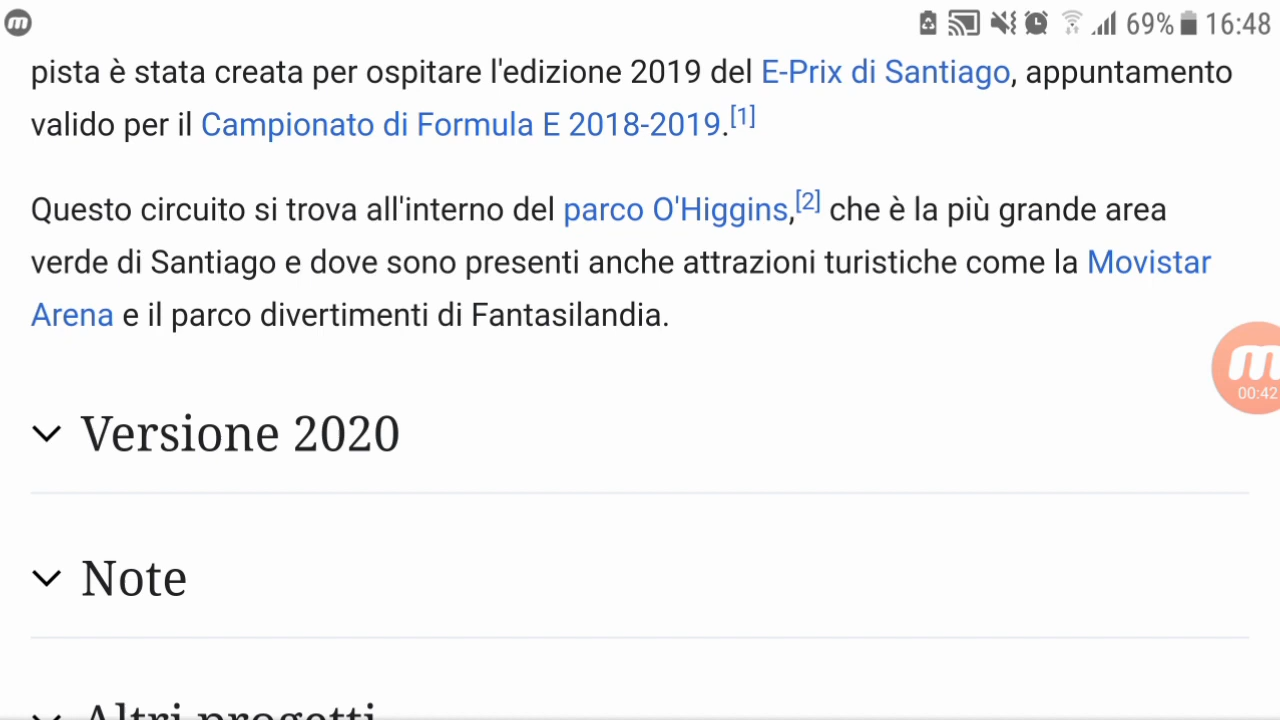 69% 16:48
pista è stata creata per ospitare l'edizione 2019 del E-Prix di Santiago, appuntamento
valido per il Campionato di Formula E 2018-2019.[1]
Questo circuito si trova all'interno del parco O'Higgins,[2] che è la più grande area
verde di Santiago e dove sono presenti anche attrazioni turistiche come la Movistar
Arena e il parco divertimenti di Fantasilandia.
00:42
Versione 2020
Note
Altri progetti